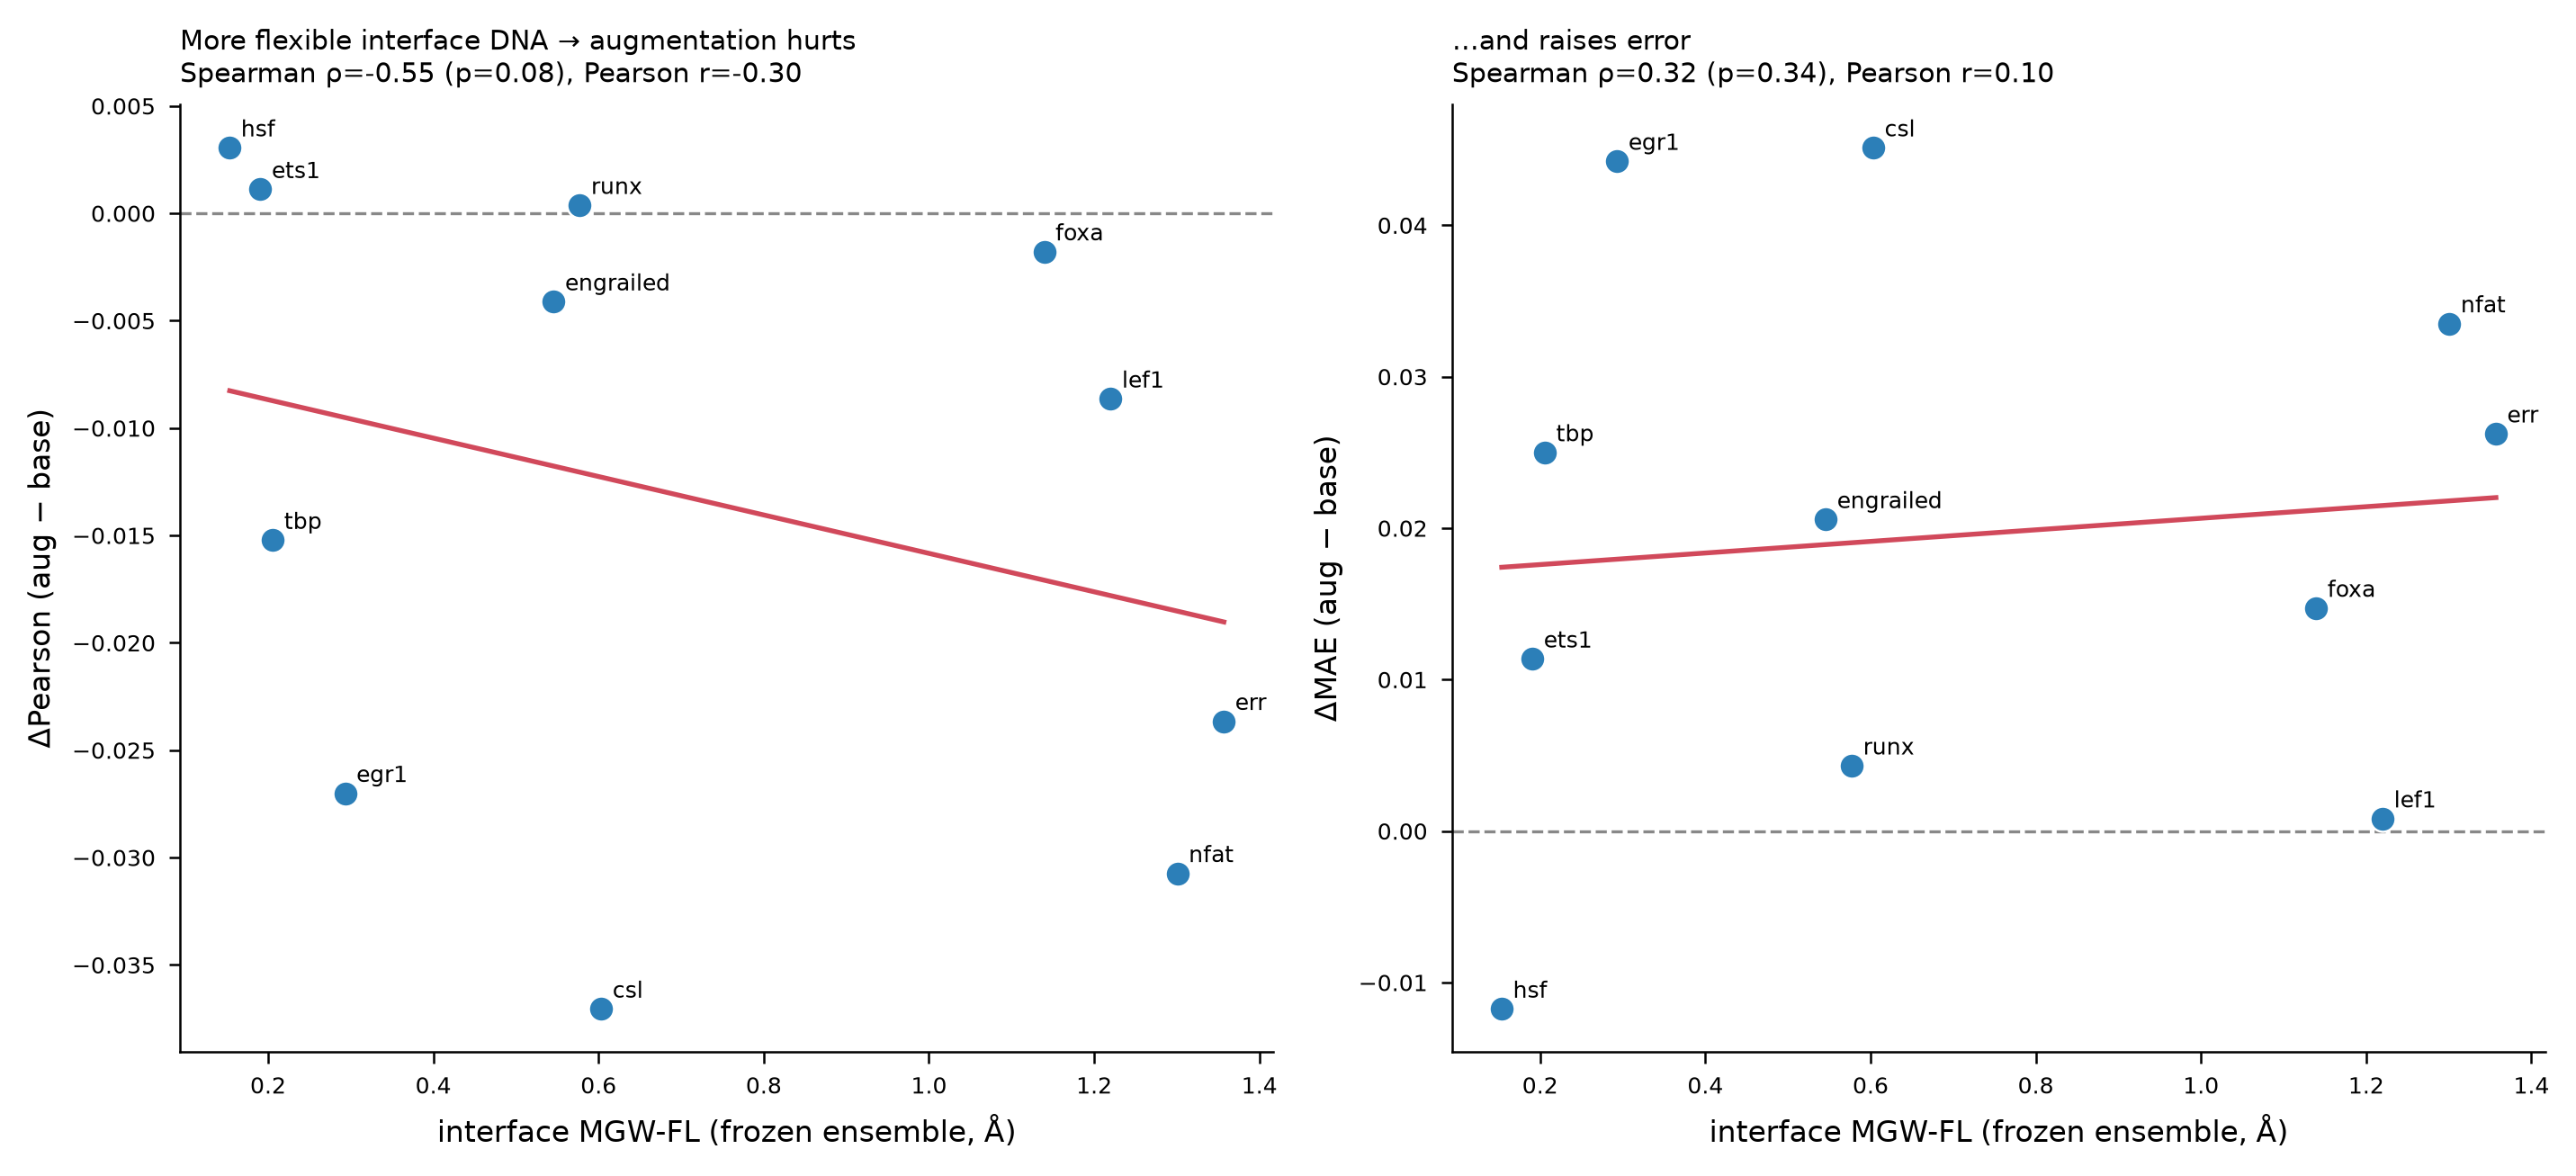 More flexible interface DNA → augmentation hurts
Spearman ρ=-0.55 (p=0.08), Pearson r=-0.30
0.005
0.000
−0.005
−0.010
−0.015
−0.020
−0.025
−0.030
−0.035
ΔPearson (aug − base)
hsf
ets1
runx
foxa
engrailed
lef1
tbp
err
egr1
nfat
csl
0.2
0.4
0.6
0.8
1.0
1.2
1.4
interface MGW-FL (frozen ensemble, Å)
...and raises error
Spearman ρ=0.32 (p=0.34), Pearson r=0.10
0.04
0.03
0.02
0.01
0.00
−0.01
ΔMAE (aug − base)
csl
egr1
nfat
err
tbp
engrailed
foxa
ets1
runx
lef1
hsf
0.2
0.4
0.6
0.8
1.0
1.2
1.4
interface MGW-FL (frozen ensemble, Å)